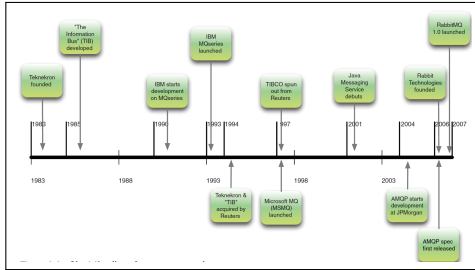 "The
Information
Bus" (TIB)
developed
IBM
MQseries
launched
RabbitMQ
1.0 launched
Teknekron
founded
IBM starts
development
on MQseries
TIBCO spun
out from
Reuters
Java
Messaging
Service
debuts
Rabbit
Technologies
founded
1983
1985
1990
1993
1994
1997
2001
2004
2006
2007
1983
1988
1993
1998
2003
Teknekron &
"TIB"
acquired by
Reuters
Microsoft MQ
(MSMQ)
launched
AMQP starts
development
at JPMorgan
AMQP spec
first released